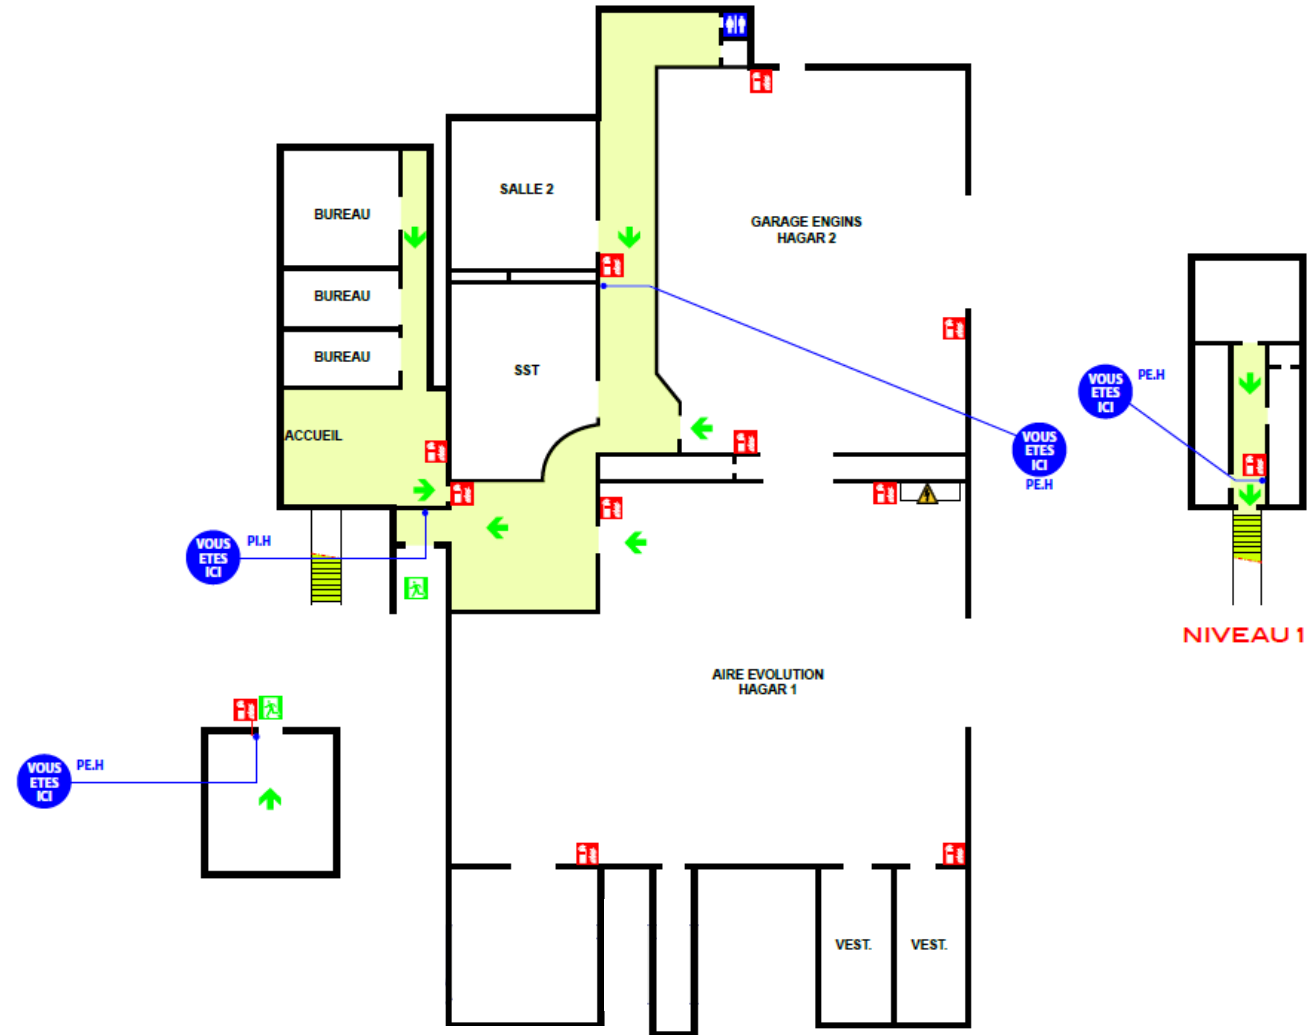 SALLE 2
BUREAU
GARAGE ENGINS
HAGAR 2
BUREAU
BUREAU
SST
ACCUEIL
VOUS
ETES
ICI
PE.H
VOUS
ETES
ICI
PE.H
VOUS
ETES
ICI
PI.H
NIVEAU 1
AIRE EVOLUTION
HAGAR 1
VOUS
ETES
ICI
PE.H
VEST.
VEST.